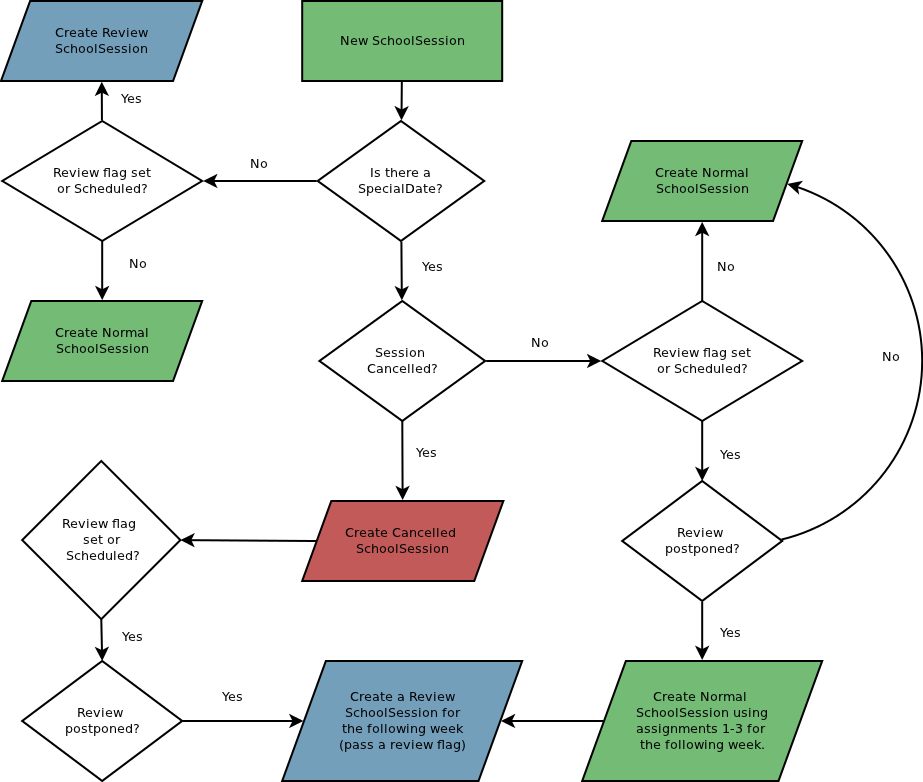 Create Review
SchoolSession
New SchoolSession
Yes
Review flag set
or Scheduled?
No
Is there a
SpecialDate?
Create Normal
SchoolSession
No
Yes
No
Create Normal
SchoolSession
Session
Cancelled?
No
Review flag set
or Scheduled?
No
Yes
Yes
Review flag
set or
Scheduled?
Create Cancelled
SchoolSession
Review
postponed?
Yes
Yes
Review
postponed?
Yes
Create a Review
SchoolSession for
the following week
(pass a review flag)
Create Normal
SchoolSession using
assignments 1-3 for
the following week.